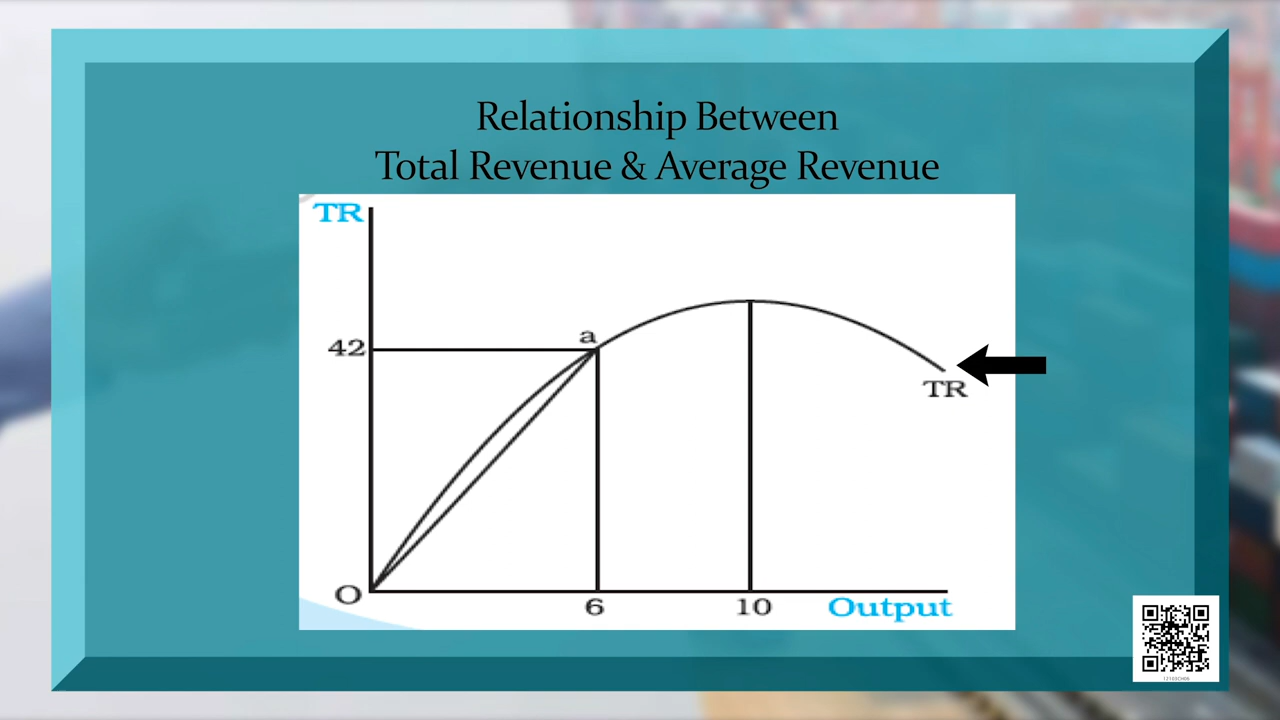 Relationship Between
Total Revenue & Average Revenue
TR
a
42
TR
O
6
10
Output